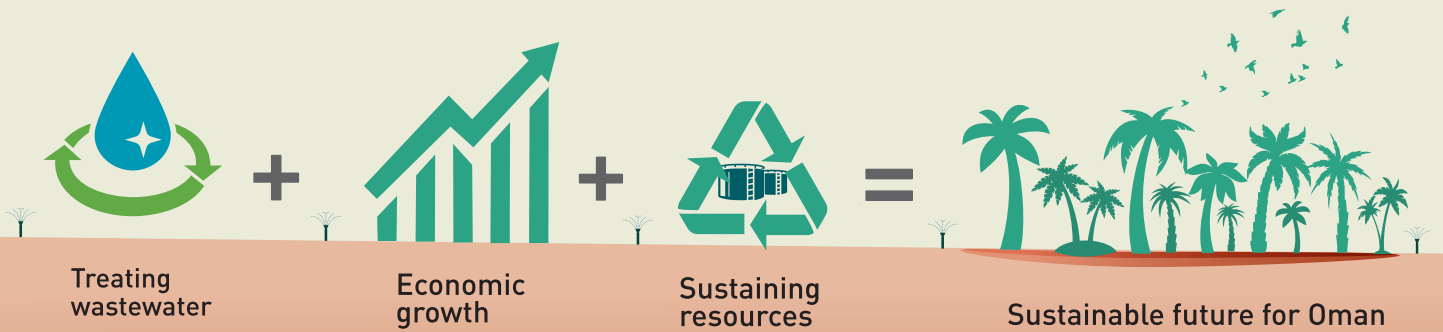 Treating
wastewater
+
Economic
growth
+
Sustaining
resources
=
Sustainable future for Oman